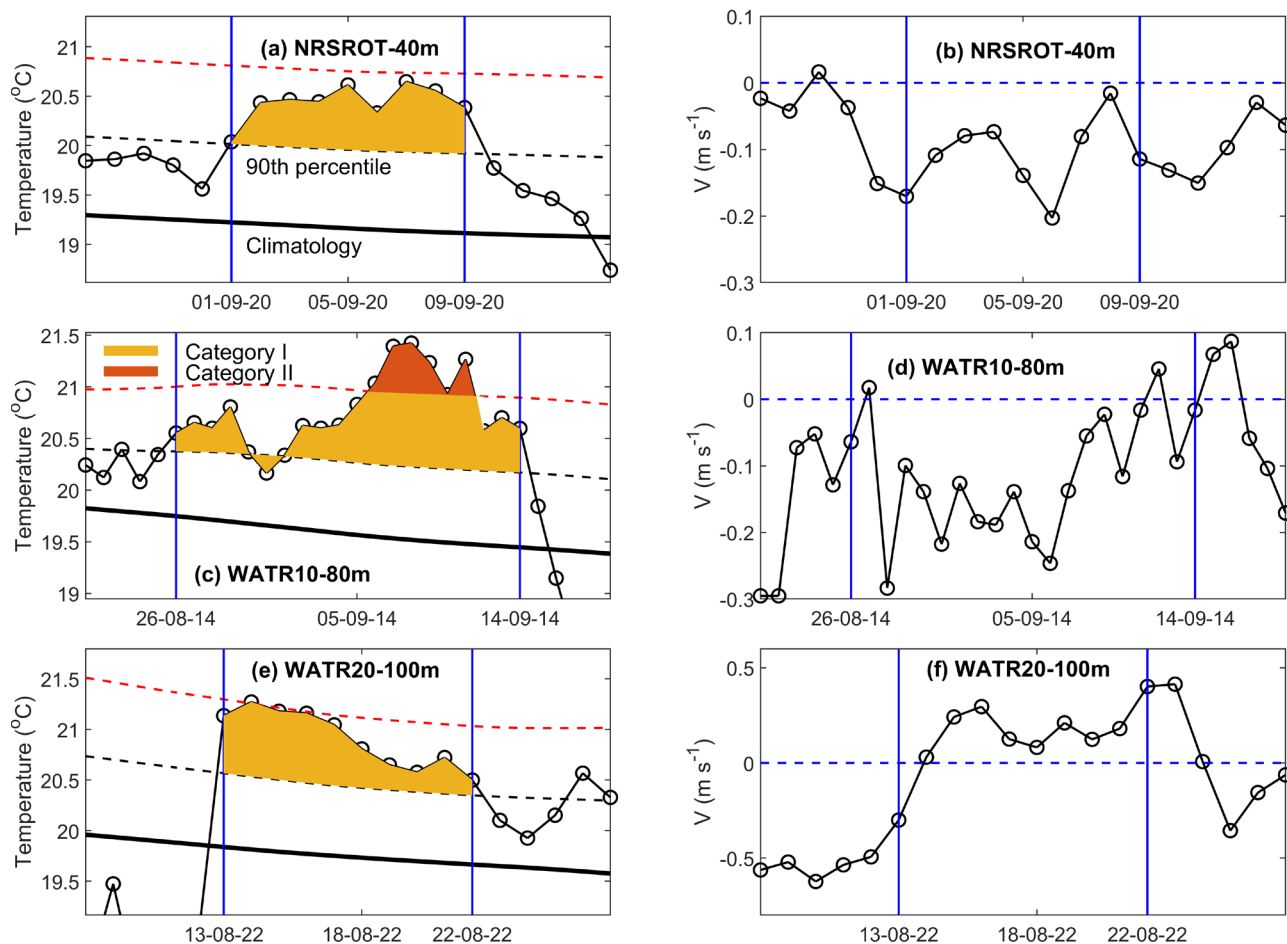 (a) NRSROT-40m
Temperature (°C)
21
20.5
20
19.5
19
90th percentile
Climatology
01-09-20 05-09-20 09-09-20
(b) NRSROT-40m
V (m s⁻¹)
0.1
0
-0.1
-0.2
-0.3
01-09-20 05-09-20 09-09-20
Temperature (°C)
21.5
21
20.5
20
19.5
19
Category I
Category II
(c) WATR10-80m
26-08-14 05-09-14 14-09-14
(d) WATR10-80m
V (m s⁻¹)
0.1
0
-0.1
-0.2
-0.3
26-08-14 05-09-14 14-09-14
(e) WATR20-100m
Temperature (°C)
21.5
21
20.5
20
19.5
13-08-22 18-08-22 22-08-22
(f) WATR20-100m
V (m s⁻¹)
0.5
0
-0.5
13-08-22 18-08-22 22-08-22